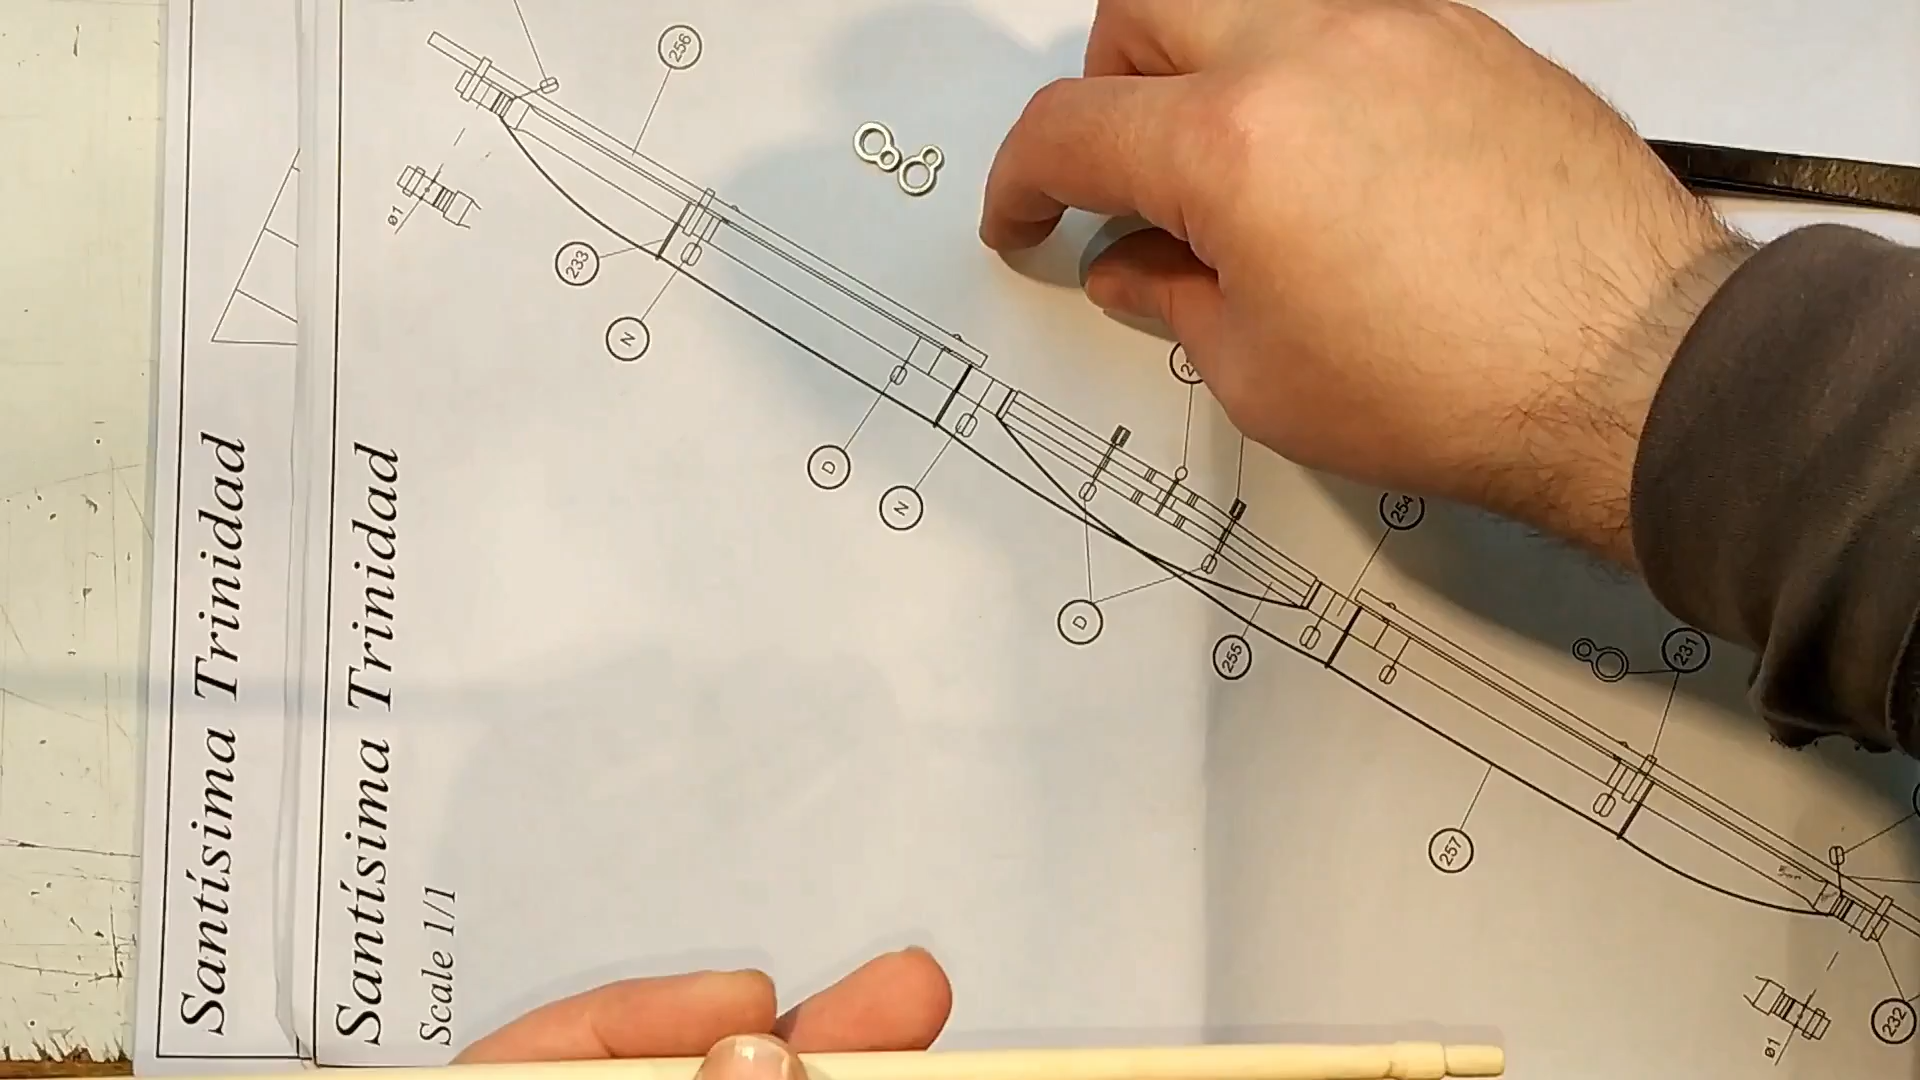 Santísima Trinidad
Santísima Trinidad
Scale 1/1
256
ø1
233
N
D
N
D
254
255
231
257
232
ø1